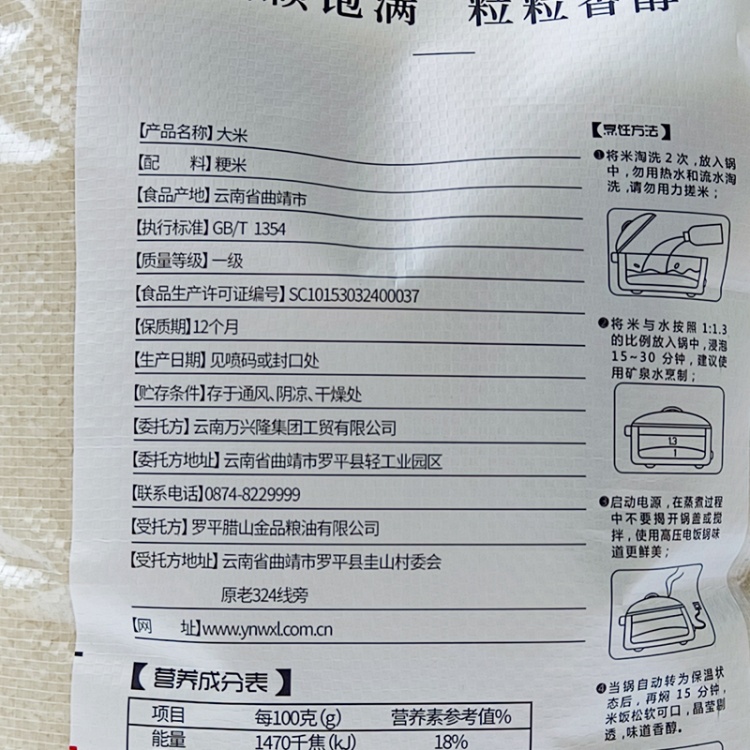 饱满 粒粒香醇
【产品名称】大米
【配 料】粳米
【食品产地】云南省曲靖市
【执行标准】GB/T 1354
【质量等级】一级
【食品生产许可证编号】SC10153032400037
【保质期】12个月
【生产日期】见喷码或封口处
【贮存条件】存于通风、阴凉、干燥处
【委托方】云南万兴隆集团工贸有限公司
【委托方地址】云南省曲靖市罗平县轻工业园区
【联系电话】0874-8229999
【受托方】罗平腊山金品粮油有限公司
【受托方地址】云南省曲靖市罗平县圭山村委会
原老324线旁
【网 址】www.ynwxl.com.cn
【营养成分表】
项目 每100克(g) 营养素参考值%
能量 1470千焦(kJ) 18%
【烹饪方法】
❶将米淘洗2次,放入锅
中,勿用热水和流水淘
洗,请勿用力搓米;
❷将米与水按照1:1.3
的比例放入锅中,浸泡
15~30分钟,建议使
用矿泉水烹制;
1.3
1
❸启动电源,在蒸煮过程
中不要揭开锅盖或搅
拌,使用高压电饭锅味
道更鲜美;
❹当锅自动转为保温状
态后,再焖15分钟,
米饭松软可口,晶莹剔
透,味道香醇。